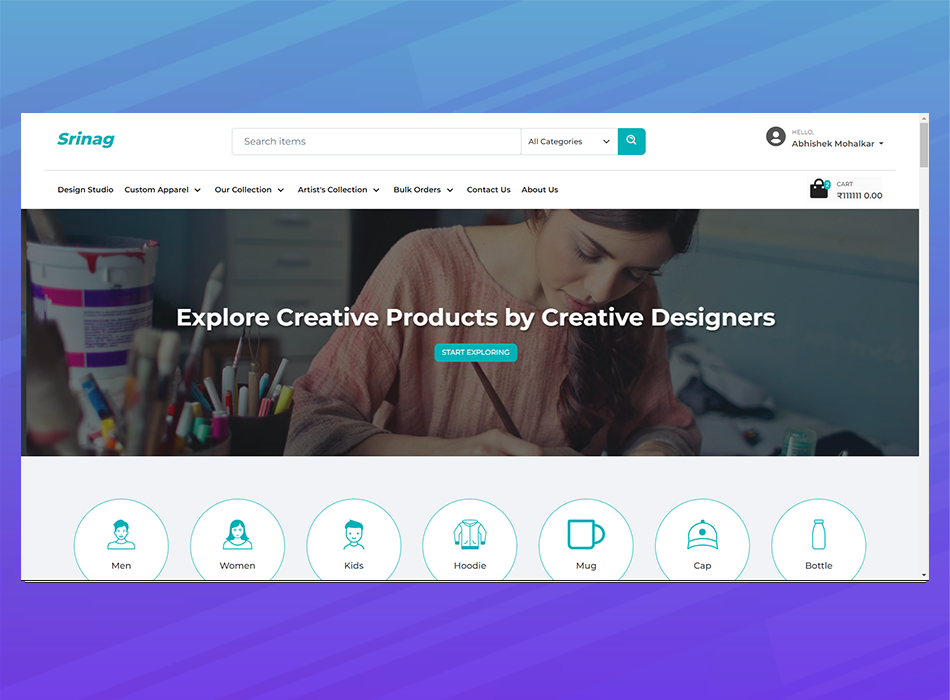 Srinag
Search items
All Categories
HELLO,
Abhishek Mohalkar
Design Studio Custom Apparel Our Collection Artist's Collection Bulk Orders Contact Us About Us
2
CART
₹111111 0.00
Explore Creative Products by Creative Designers
START EXPLORING
Men Women Kids Hoodie Mug Cap Bottle